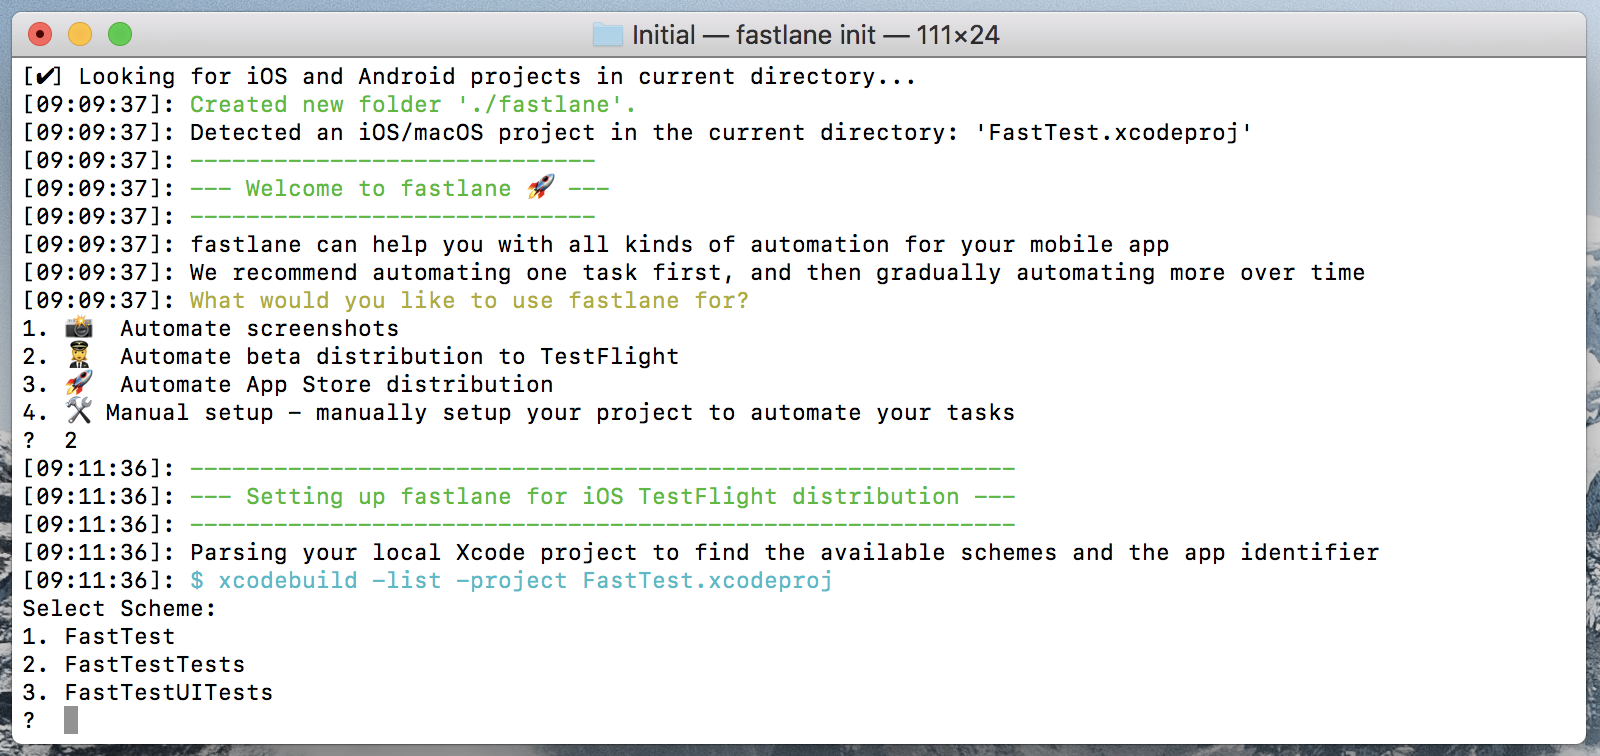 Initial — fastlane init — 111×24
[✔] Looking for iOS and Android projects in current directory...
[09:09:37]: Created new folder './fastlane'.
[09:09:37]: Detected an iOS/macOS project in the current directory: 'FastTest.xcodeproj'
[09:09:37]: -----------------------------
[09:09:37]: --- Welcome to fastlane 🚀 ---
[09:09:37]: -----------------------------
[09:09:37]: fastlane can help you with all kinds of automation for your mobile app
[09:09:37]: We recommend automating one task first, and then gradually automating more over time
[09:09:37]: What would you like to use fastlane for?
1. 📸  Automate screenshots
2. 👩‍✈️  Automate beta distribution to TestFlight
3. 🚀  Automate App Store distribution
4. 🛠 Manual setup - manually setup your project to automate your tasks
?  2
[09:11:36]: -----------------------------------------------------------
[09:11:36]: --- Setting up fastlane for iOS TestFlight distribution ---
[09:11:36]: -----------------------------------------------------------
[09:11:36]: Parsing your local Xcode project to find the available schemes and the app identifier
[09:11:36]: $ xcodebuild -list -project FastTest.xcodeproj
Select Scheme:
1. FastTest
2. FastTestTests
3. FastTestUITests
?